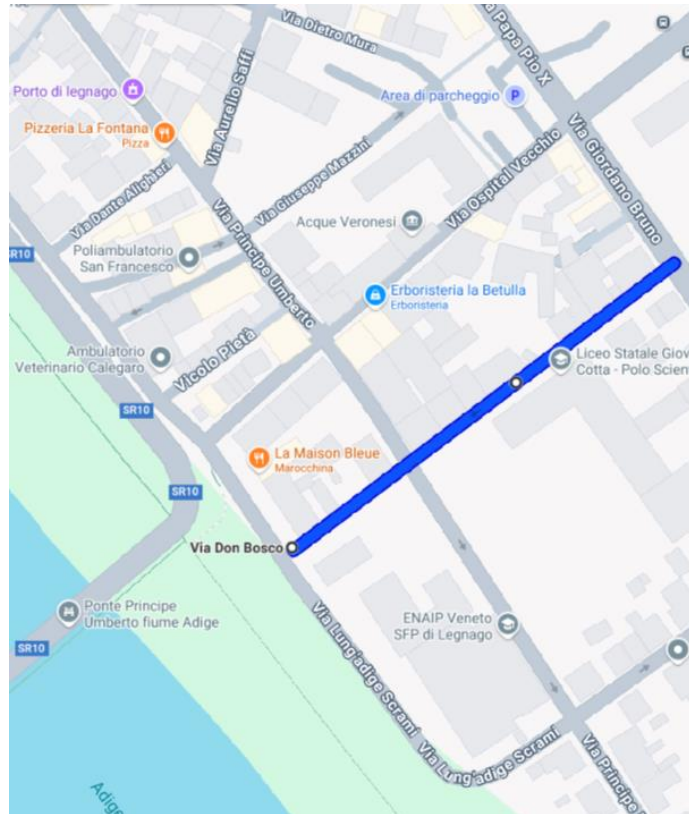 Via Dietro Mura
Via Papa Pio X
Via Aurelio Saffi
Porto di legnago
Area di parcheggio
P
Pizzeria La Fontana
Pizza
Via Giordano Bruno
Via Dante Alighieri
Via Giuseppe Mazzini
Via Ospital Vecchio
Via Principe Umberto
Acque Veronesi
SR10
Poliambulatorio
San Francesco
Erboristeria la Betulla
Erboristeria
Vicolo Pietà
Ambulatorio
Veterinario Calegaro
Liceo Statale Giov
Cotta - Polo Scien
SR10
La Maison Bleue
Marocchina
SR10
Via Don Bosco
Ponte Principe
Umberto fiume Adige
ENAIP Veneto
SFP di Legnago
SR10
Via Lung'adige Scrami
Via Lung'adige Scrami
Via Principe
Adige